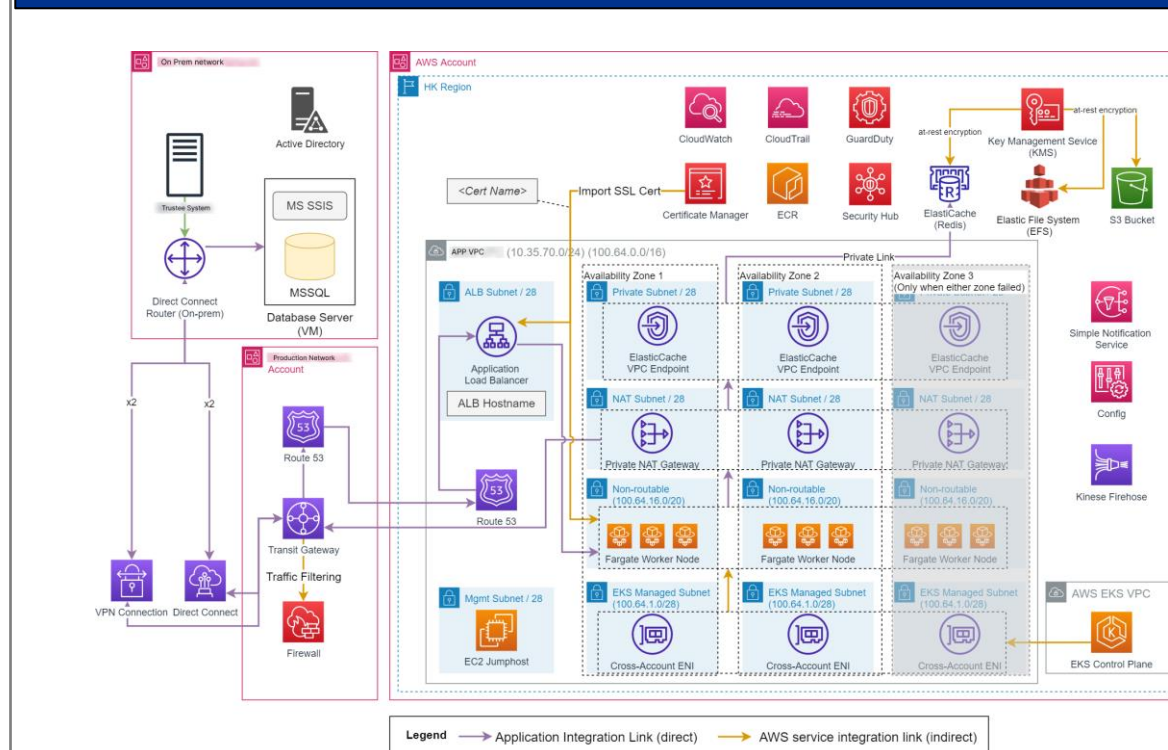 On Prem network
Active Directory
Trustee System
MS SSIS
MSSQL
Direct Connect
Router (On-prem)
Database Server
(VM)
x2
x2
Production Network
Account
53
Route 53
Transit Gateway
Traffic Filtering
VPN Connection
Direct Connect
Firewall
AWS Account
HK Region
CloudWatch
CloudTrail
GuardDuty
at-rest encryption
at-rest encryption
Key Management Sevice
(KMS)
<Cert Name>
Import SSL Cert
Certificate Manager
ECR
Security Hub
R
ElastiCache
(Redis)
Elastic File System
(EFS)
S3 Bucket
APP VPC (10.35.70.0/24) (100.64.0.0/16)
Private Link
ALB Subnet / 28
Application
Load Balancer
ALB Hostname
53
Route 53
Mgmt Subnet / 28
EC2 Jumphost
Availability Zone 1
Private Subnet / 28
ElasticCache
VPC Endpoint
NAT Subnet / 28
Private NAT Gateway
Non-routable
(100.64.16.0/20)
Fargate Worker Node
EKS Managed Subnet
(100.64.1.0/28)
Cross-Account ENI
Availability Zone 2
Private Subnet / 28
ElasticCache
VPC Endpoint
NAT Subnet / 28
Private NAT Gateway
Non-routable
(100.64.16.0/20)
Fargate Worker Node
EKS Managed Subnet
(100.64.1.0/28)
Cross-Account ENI
Availability Zone 3
(Only when either zone failed)
Private Subnet / 28
ElasticCache
VPC Endpoint
NAT Subnet / 28
Private NAT Gateway
Non-routable
(100.64.16.0/20)
Fargate Worker Node
EKS Managed Subnet
(100.64.1.0/28)
Cross-Account ENI
Simple Notification
Service
Config
Kinese Firehose
AWS EKS VPC
K
EKS Control Plane
Legend
Application Integration Link (direct)
AWS service integration link (indirect)